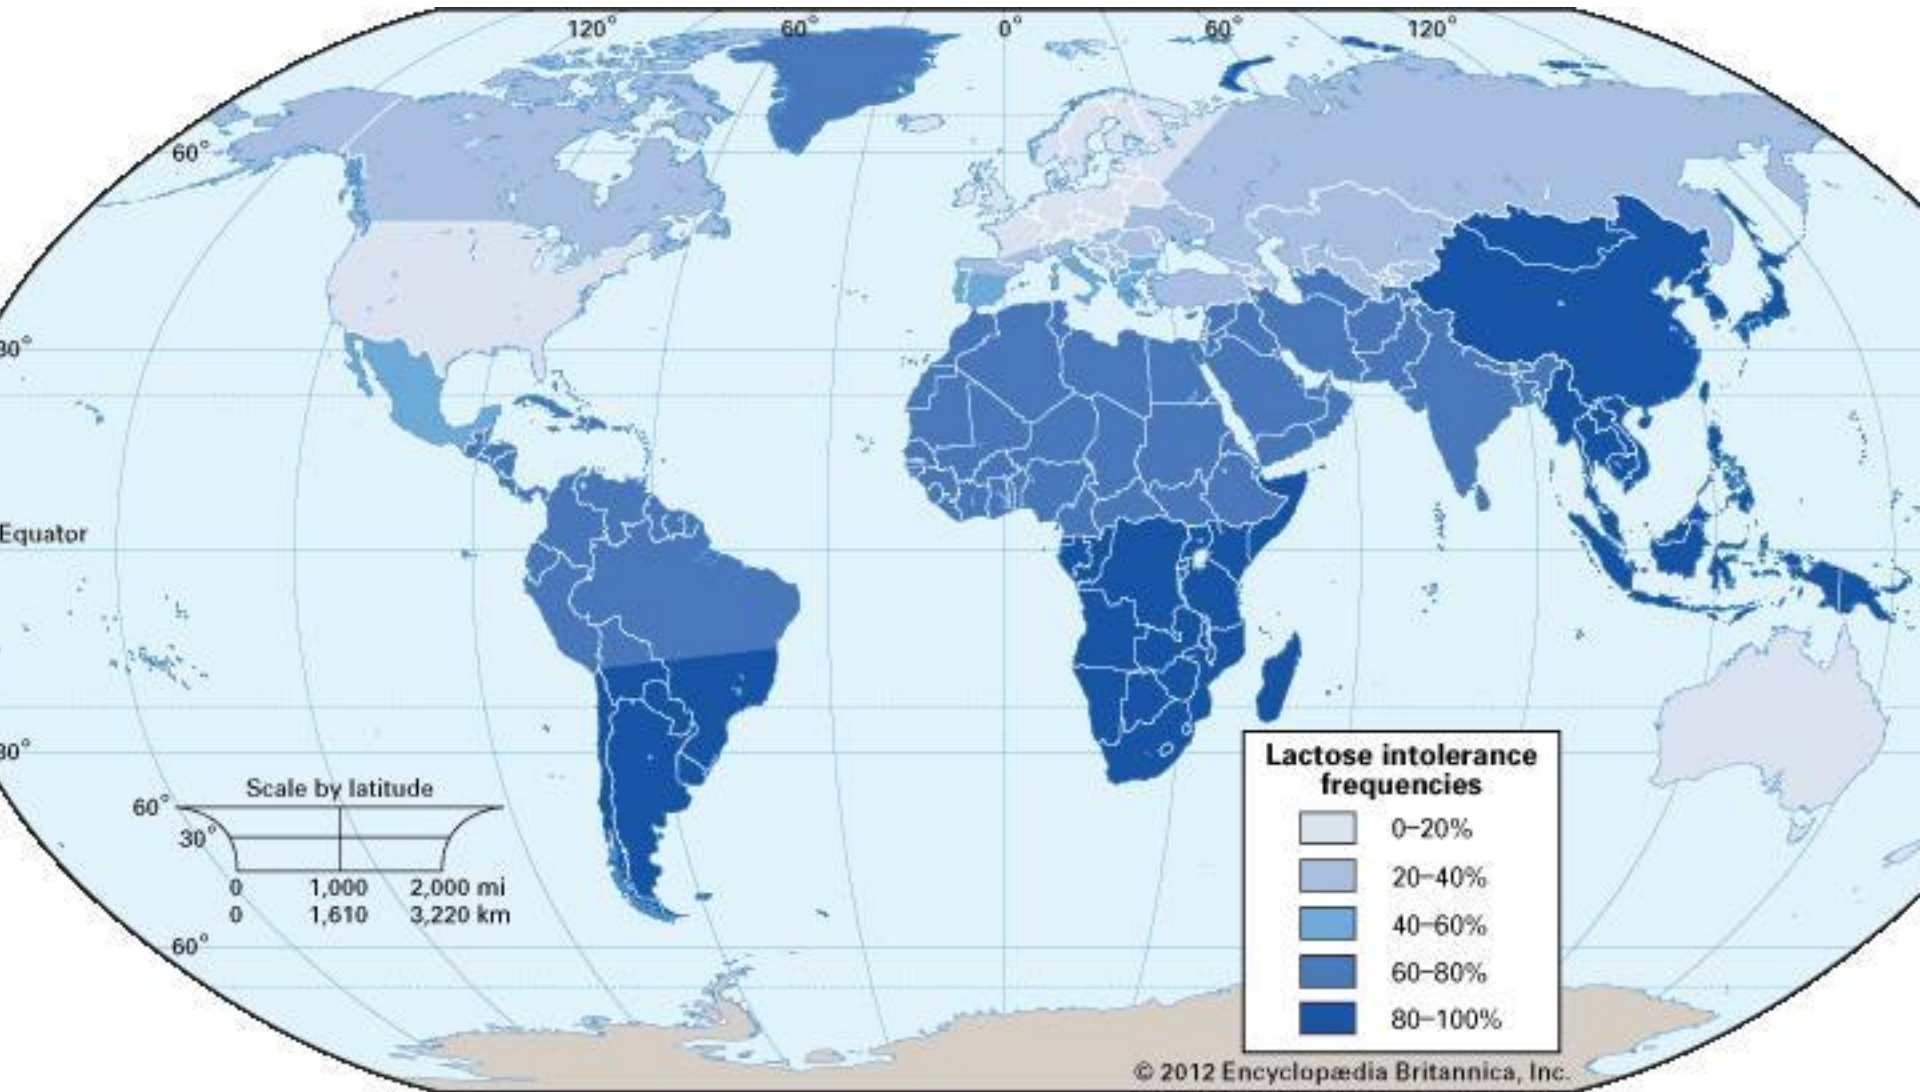 120°
60°
0°
60°
120°
60°
30°
Equator
30°
60°
Scale by latitude
60°
30°
0
1,000
2,000 mi
0
1,610
3,220 km
Lactose intolerance
frequencies
0–20%
20–40%
40–60%
60–80%
80–100%
© 2012 Encyclopædia Britannica, Inc.